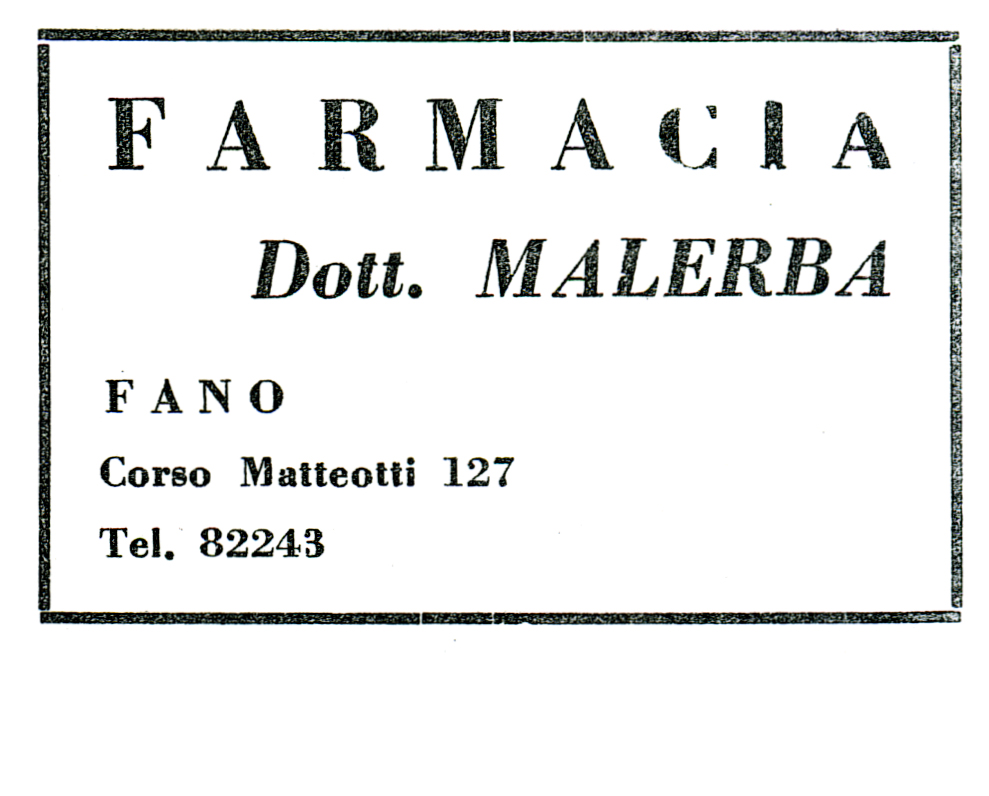 FARMACIA
Dott. MALERBA
FANO
Corso Matteotti 127
Tel. 82243